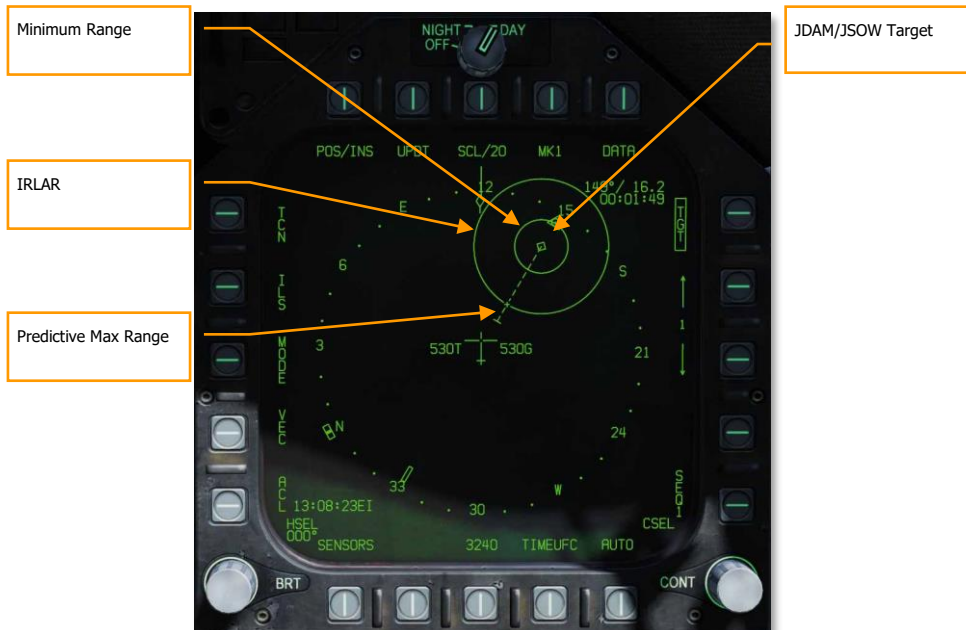 Minimum Range
JDAM/JSOW Target
IRLAR
Predictive Max Range
NIGHT DAY
OFF
POS/INS UPDT SCL/20 MK1 DATA
149°/ 16.2
00:01:49
TCN
ILS
MODE
VEC
ACL
TGT
1
SEQ1
12
15
S
21
24
W
30
33
N
3
6
E
530T 530G
13:08:23EI
HSEL
000°
CSEL
SENSORS 3240 TIMEUFC AUTO
BRT
CONT